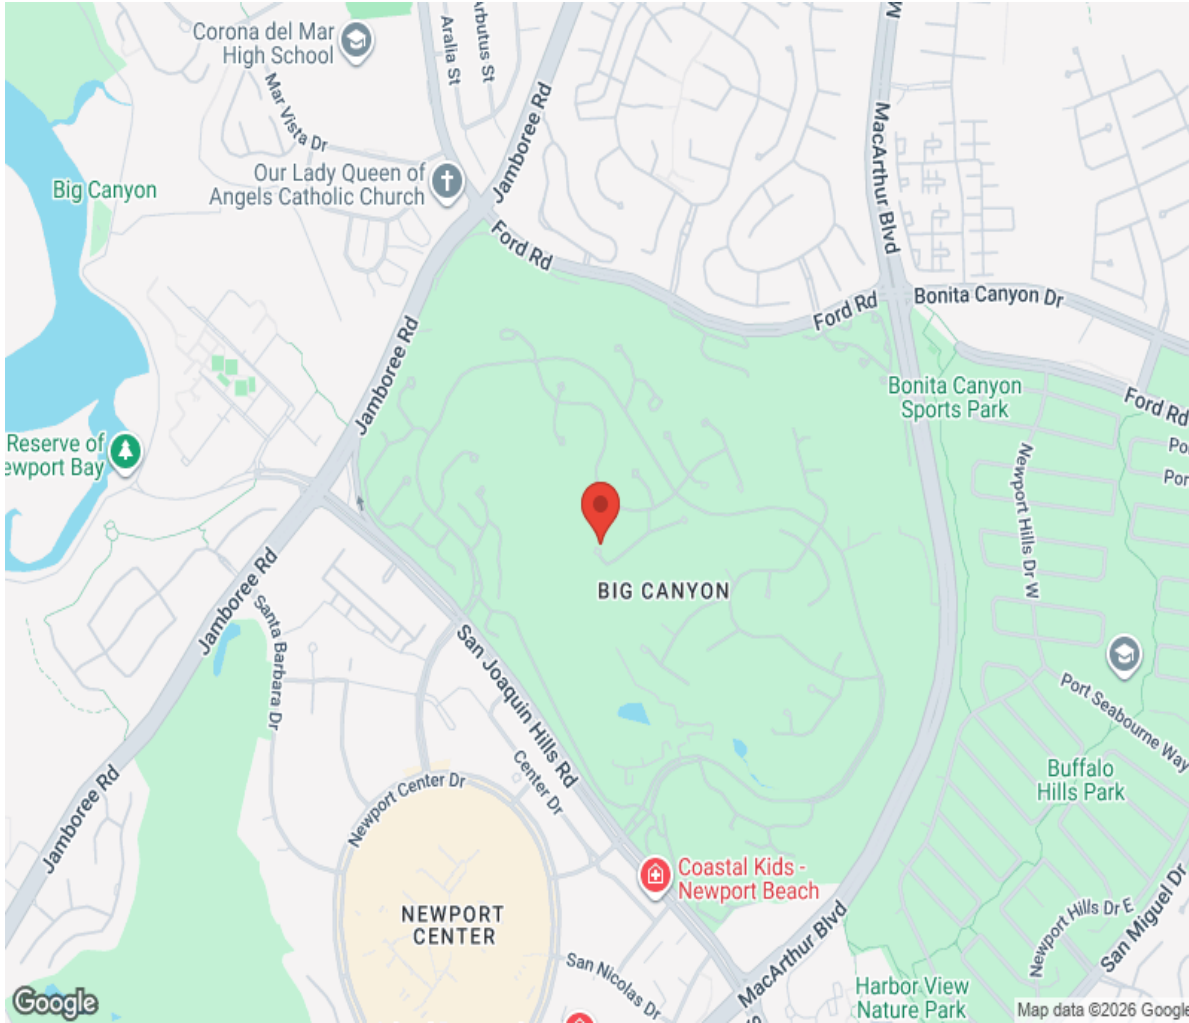 Corona del Mar
High School
Aralia St
Arbutus St
Jamboree Rd
Mar Vista Dr
MacArthur Blvd
Our Lady Queen of
Angels Catholic Church
Big Canyon
Ford Rd
Ford Rd
Bonita Canyon Dr
Jamboree Rd
Bonita Canyon
Sports Park
Ford Rd
Reserve of
ewport Bay
Newport Hills Dr W
BIG CANYON
Jamboree Rd
Santa Barbara Dr
San Joaquin Hills Rd
Port Seabourne Way
Center Dr
Newport Center Dr
Buffalo
Hills Park
Jamboree Rd
Coastal Kids -
Newport Beach
NEWPORT
CENTER
MacArthur Blvd
Newport Hills Dr E
San Miguel Dr
San Nicolas Dr
Harbor View
Nature Park
Google
Map data ©2026 Google